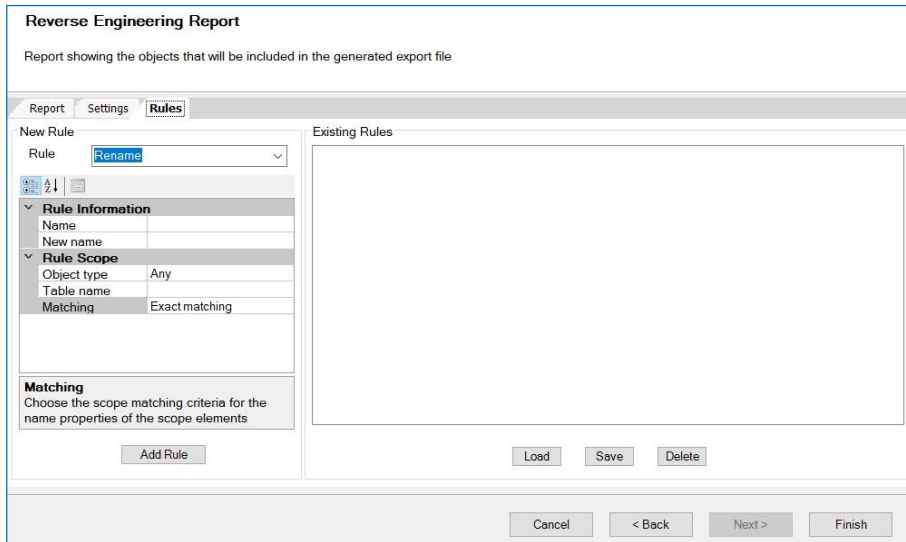 Reverse Engineering Report
Report showing the objects that will be included in the generated export file
Report Settings Rules
New Rule
Rule Rename
Rule Information
Name
New name
Rule Scope
Object type Any
Table name
Matching Exact matching
Matching
Choose the scope matching criteria for the
name properties of the scope elements
Add Rule
Existing Rules
Load Save Delete
Cancel < Back Next > Finish